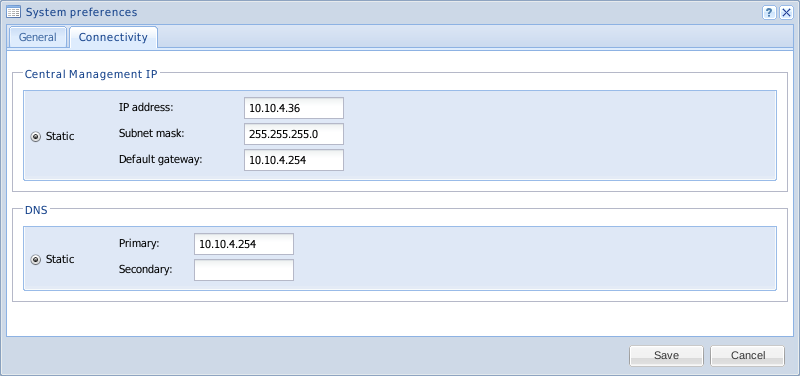 System preferences
General Connectivity
Central Management IP
IP address: 10.10.4.36
Static Subnet mask: 255.255.255.0
Default gateway: 10.10.4.254
DNS
Primary: 10.10.4.254
Static
Secondary:
Save Cancel